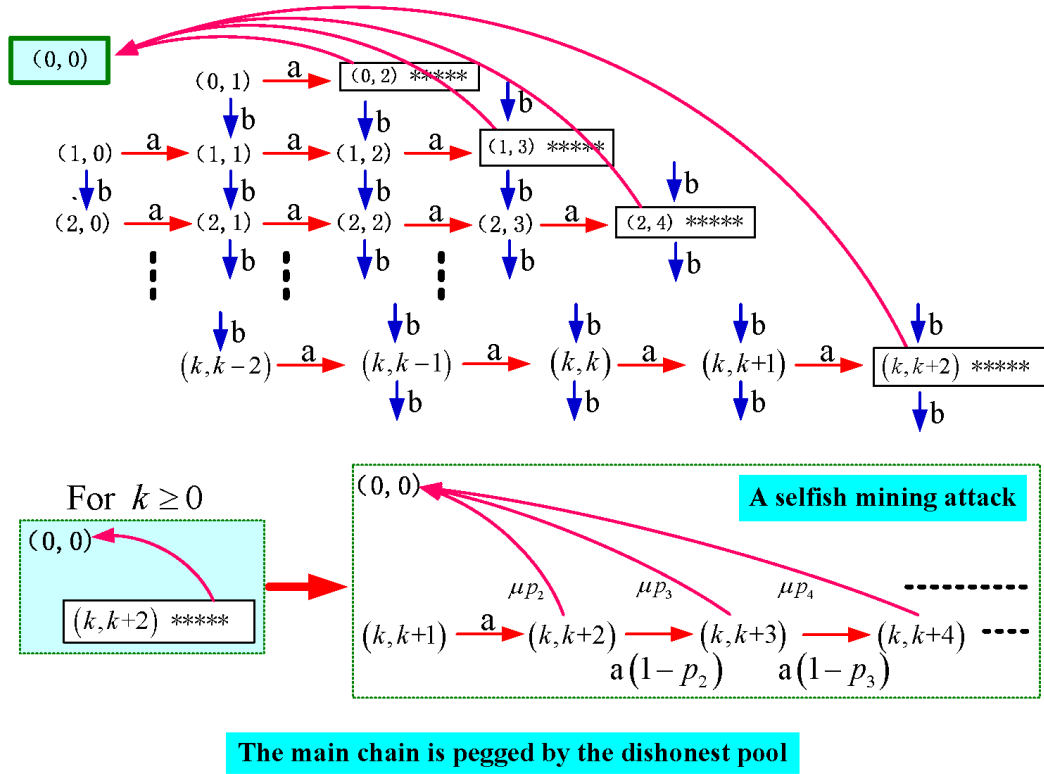 (0, 0)
(0, 1) a (0, 2) *****
b b b
(1, 0) a (1, 1) a (1, 2) a (1, 3) *****
b b b b b
(2, 0) a (2, 1) a (2, 2) a (2, 3) a (2, 4) *****
b b b b
b b b b b
(k, k−2) a (k, k−1) a (k, k) a (k, k+1) a (k, k+2) *****
b b b b
For k ≥ 0
(0, 0)
(k, k+2) *****
(0, 0)
A selfish mining attack
μp₂ μp₃ μp₄
(k, k+1) a (k, k+2) (k, k+3) (k, k+4)
a(1−p₂) a(1−p₃)
The main chain is pegged by the dishonest pool